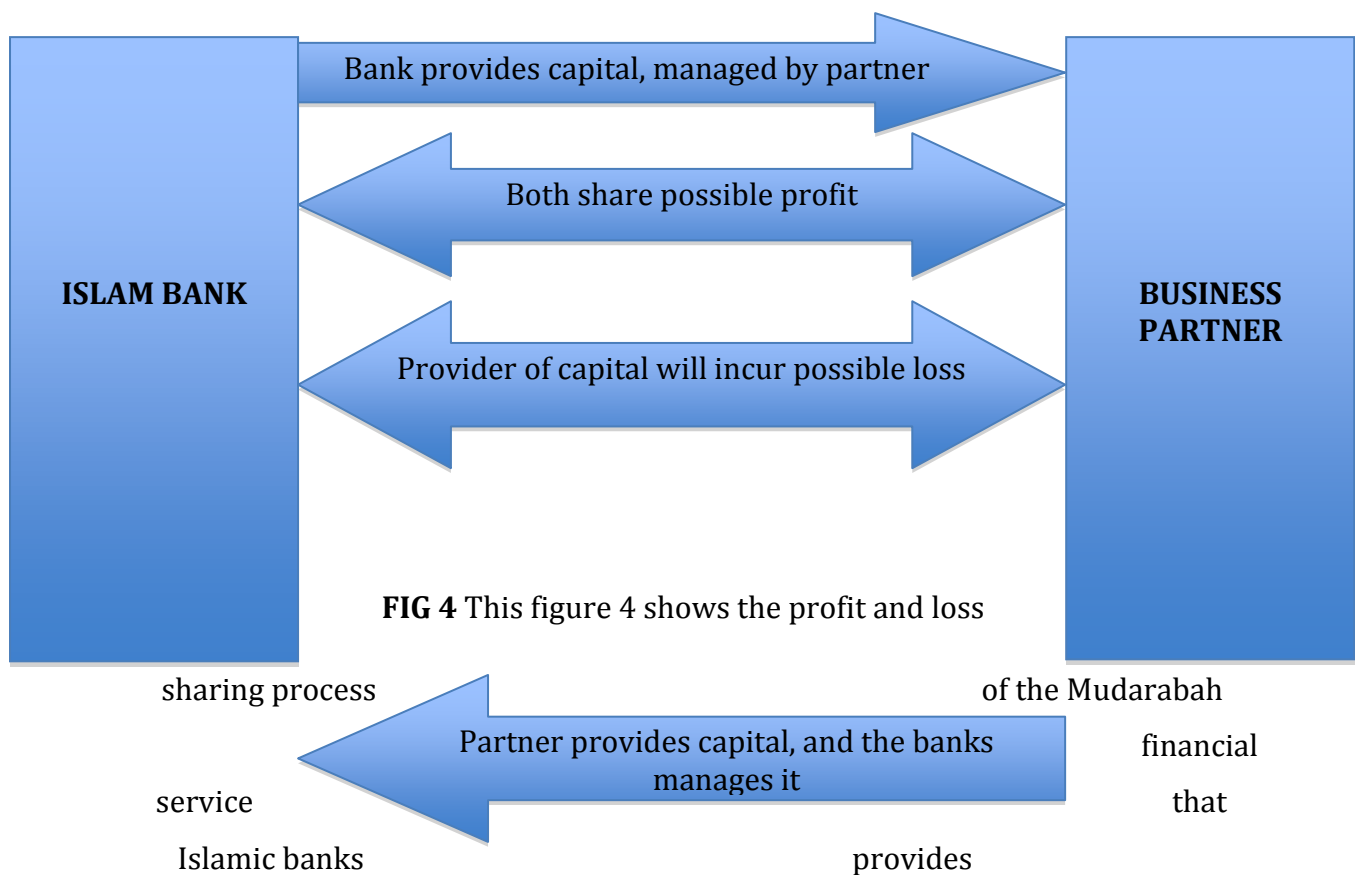 Bank provides capital, managed by partner
Both share possible profit
ISLAM BANK
BUSINESS
PARTNER
Provider of capital will incur possible loss
FIG 4 This figure 4 shows the profit and loss
sharing process of the Mudarabah
Partner provides capital, and the banks
manages it
financial
service that
Islamic banks provides